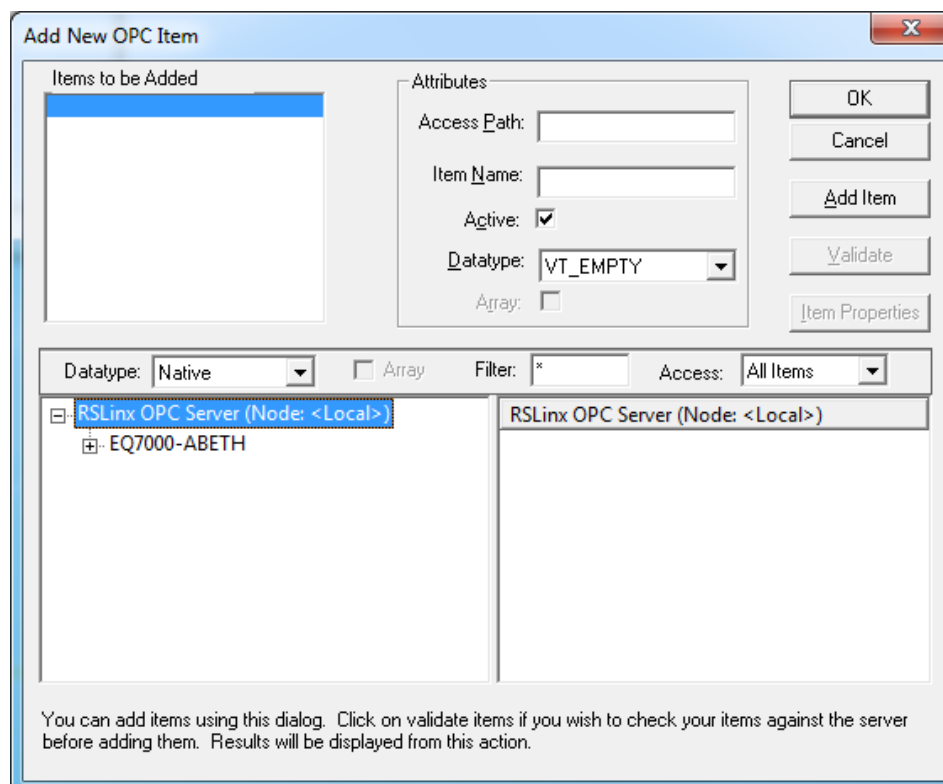 Add New OPC Item
Items to be Added
Attributes
Access Path:
Item Name:
Active:
Datatype: VT_EMPTY
Array:
OK
Cancel
Add Item
Validate
Item Properties
Datatype: Native Array Filter: * Access: All Items
RSLinx OPC Server (Node: <Local>)
EQ7000-ABETH
RSLinx OPC Server (Node: <Local>)
You can add items using this dialog. Click on validate items if you wish to check your items against the server
before adding them. Results will be displayed from this action.